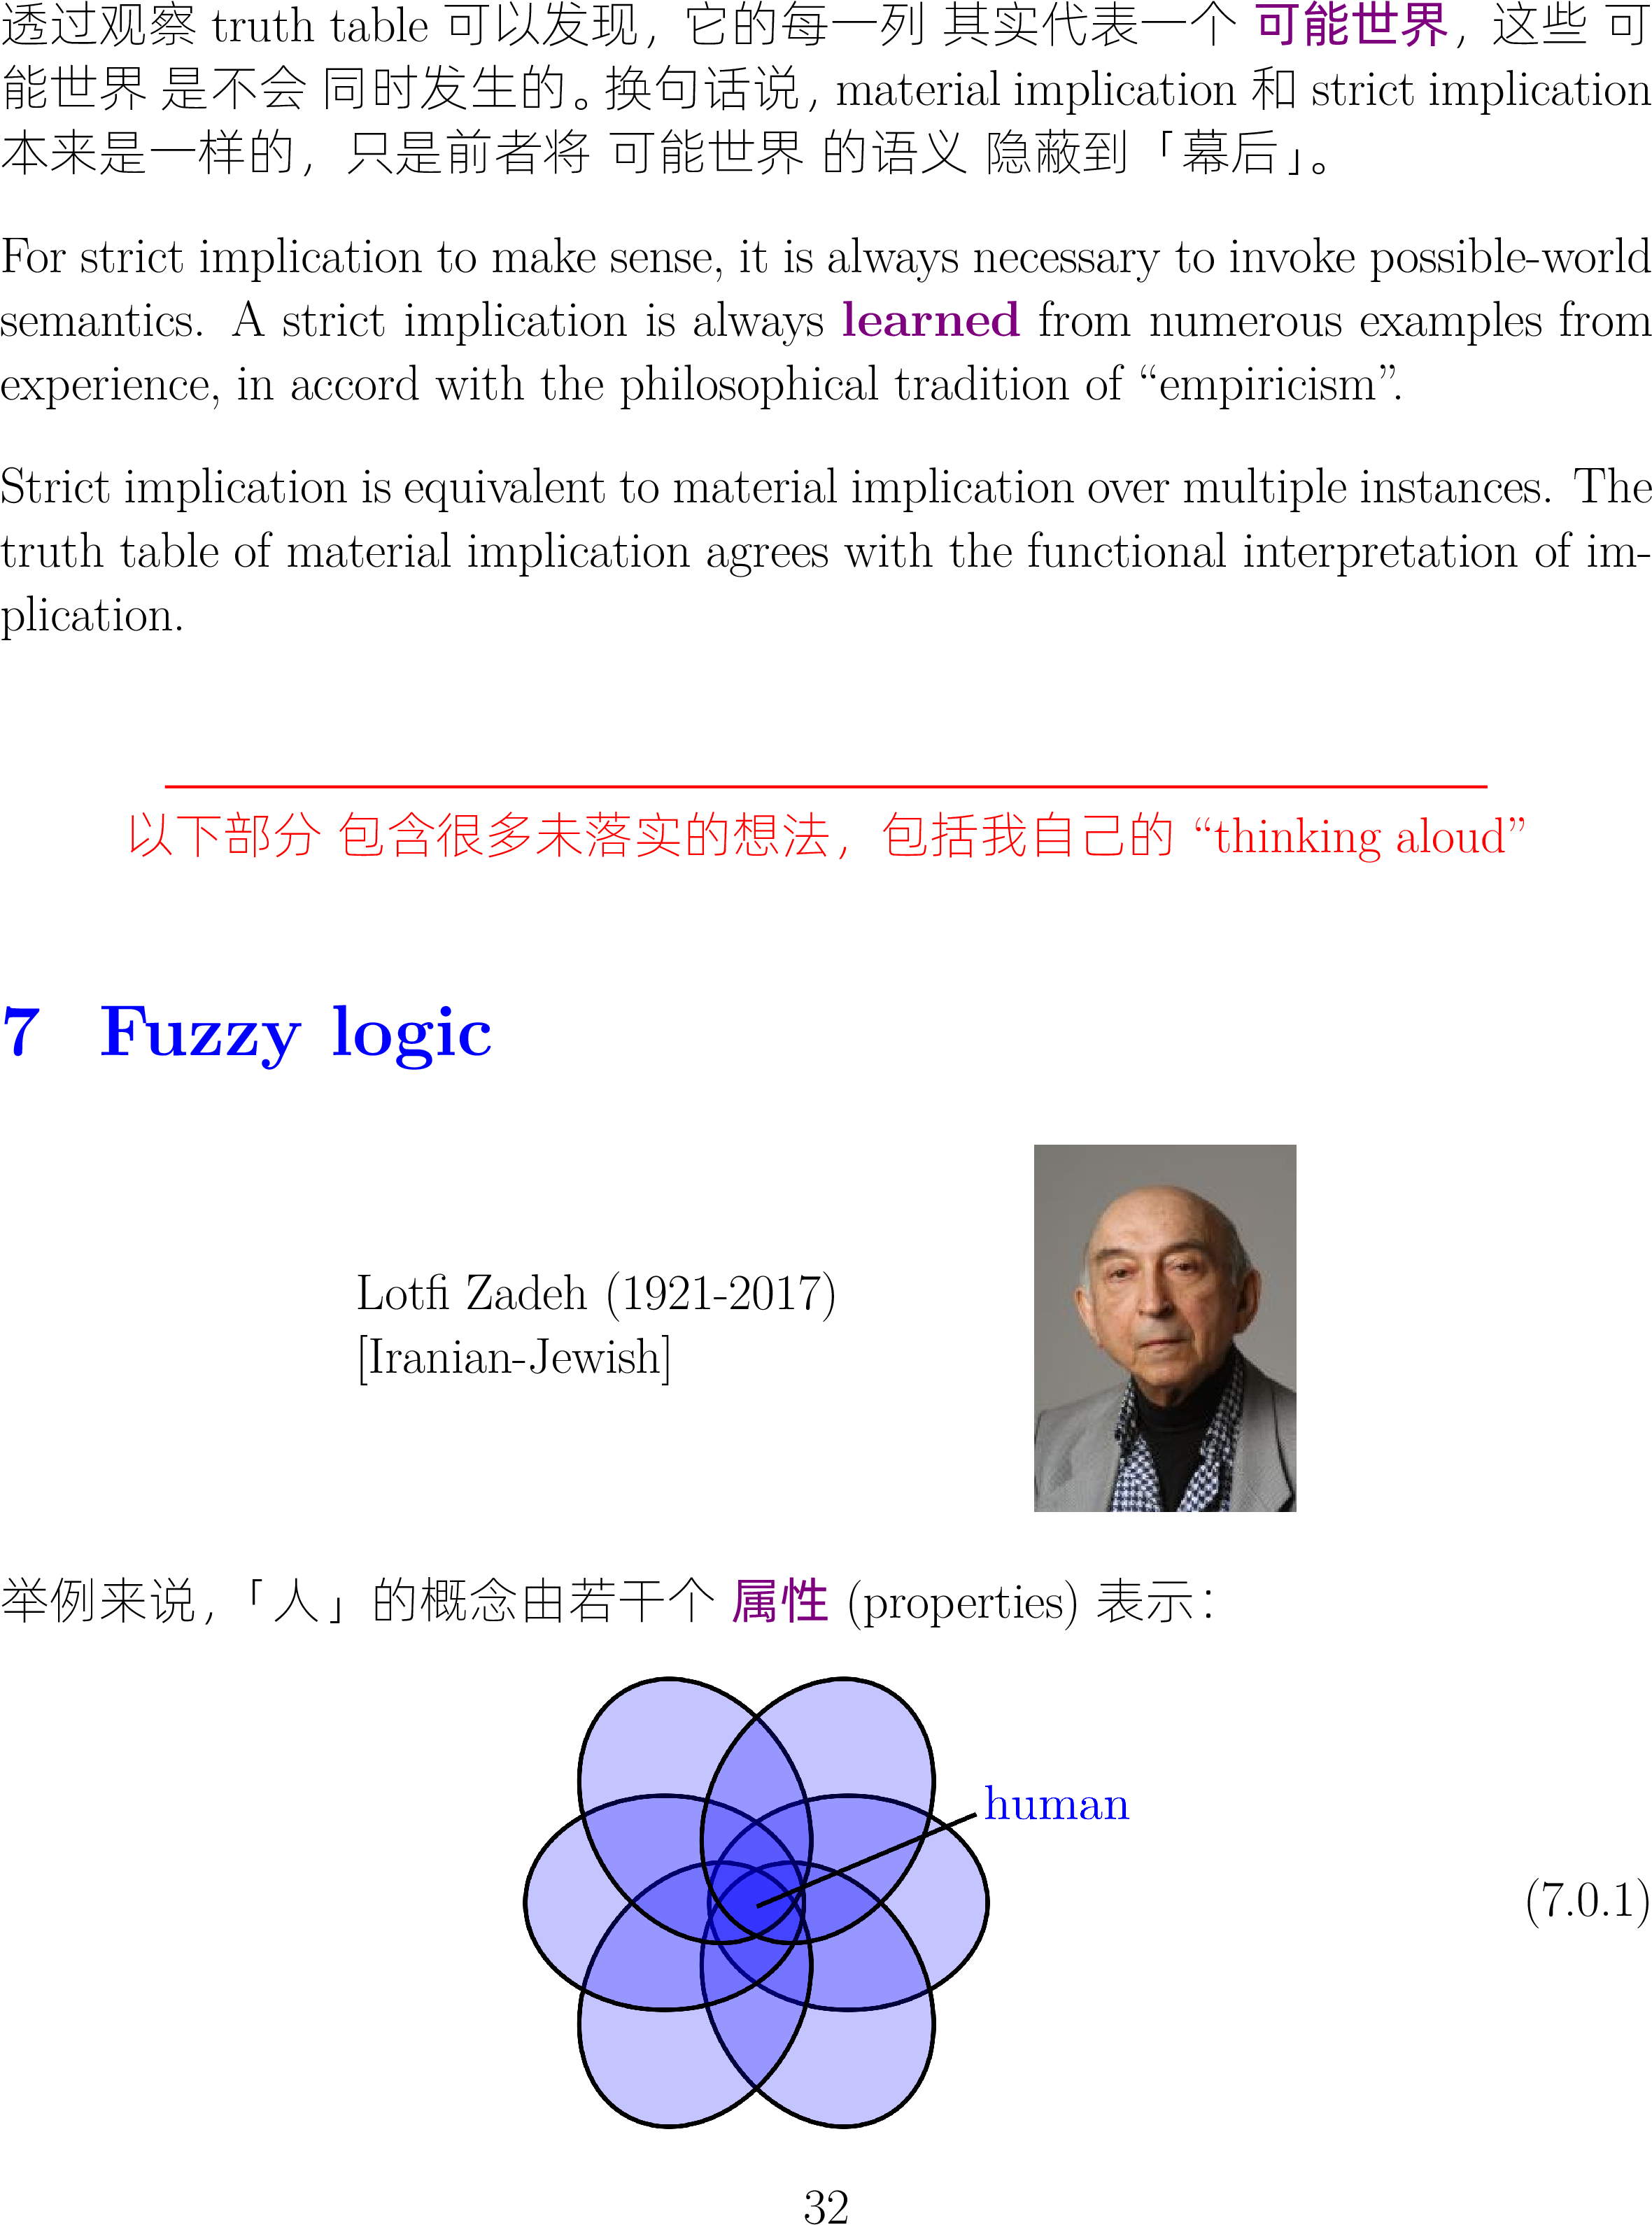 透过观察 truth table 可以发现，它的每一列 其实代表一个 可能世界，这些 可
能世界 是不会 同时发生的。换句话说，material implication 和 strict implication
本来是一样的，只是前者将 可能世界 的语义 隐蔽到「幕后」。
For strict implication to make sense, it is always necessary to invoke possible-world
semantics. A strict implication is always learned from numerous examples from
experience, in accord with the philosophical tradition of “empiricism”.
Strict implication is equivalent to material implication over multiple instances. The
truth table of material implication agrees with the functional interpretation of im-
plication.
以下部分 包含很多未落实的想法，包括我自己的 “thinking aloud”
7 Fuzzy logic
Lotfi Zadeh (1921-2017)
[Iranian-Jewish]
举例来说，「人」的概念由若干个 属性 (properties) 表示：
human
(7.0.1)
32